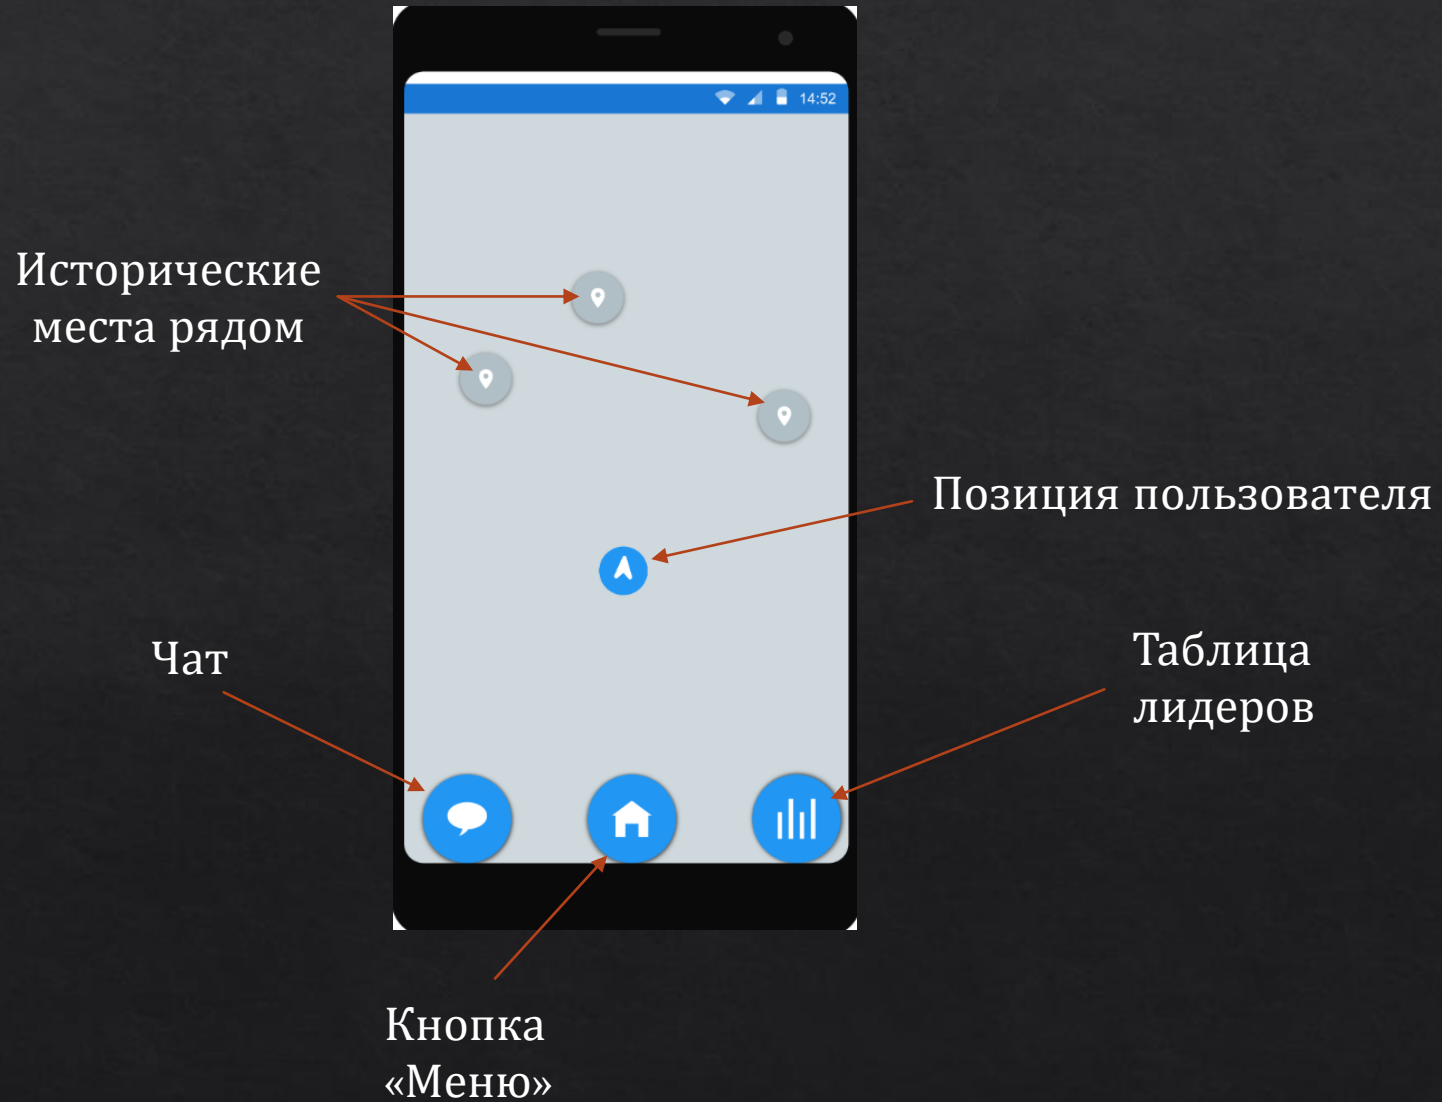 14:52
Исторические
места рядом
Позиция пользователя
Чат
Таблица
лидеров
Кнопка
«Меню»